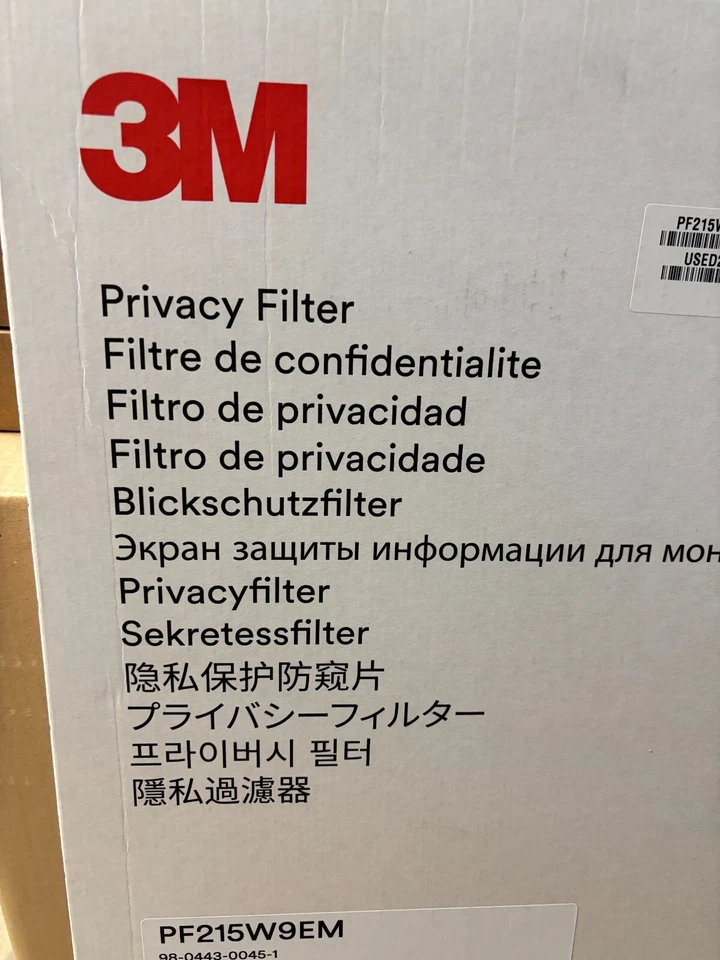 3M
PF215W
USED2
Privacy Filter
Filtre de confidentialite
Filtro de privacidad
Filtro de privacidade
Blickschutzfilter
Экран защиты информации для мон
Privacyfilter
Sekretessfilter
隐私保护防窥片
プライバシーフィルター
프라이버시 필터
隱私過濾器
PF215W9EM
98-0443-0045-1